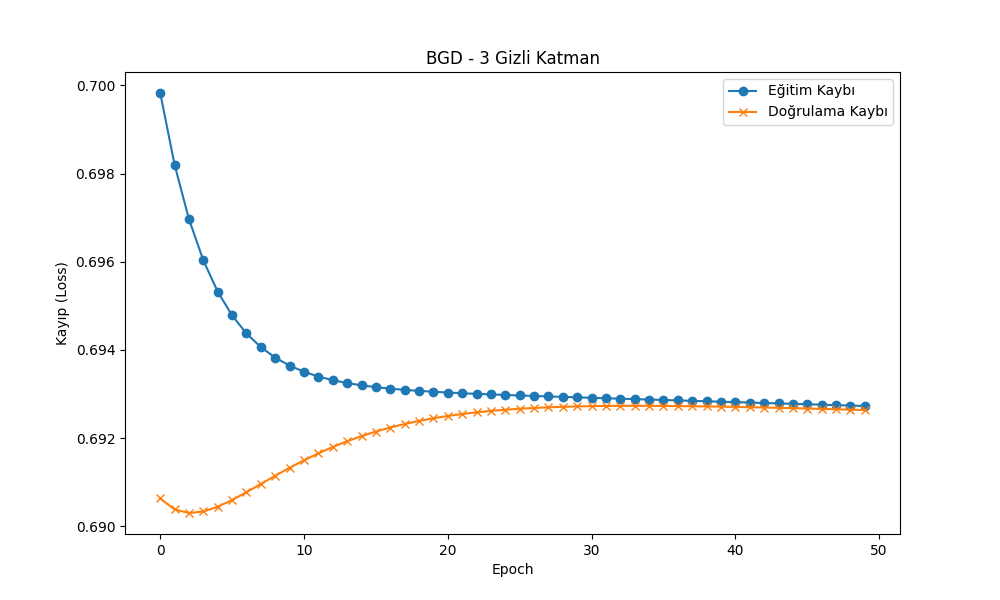 BGD - 3 Gizli Katman
Eğitim Kaybı
Doğrulama Kaybı
Kayıp (Loss)
0.700
0.698
0.696
0.694
0.692
0.690
0
10
20
30
40
50
Epoch